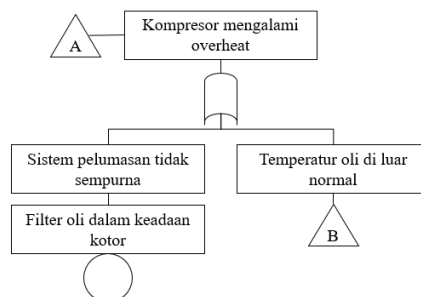 Kompresor mengalami
overheat
A
Sistem pelumasan tidak
sempurna
Temperatur oli di luar
normal
Filter oli dalam keadaan
kotor
B